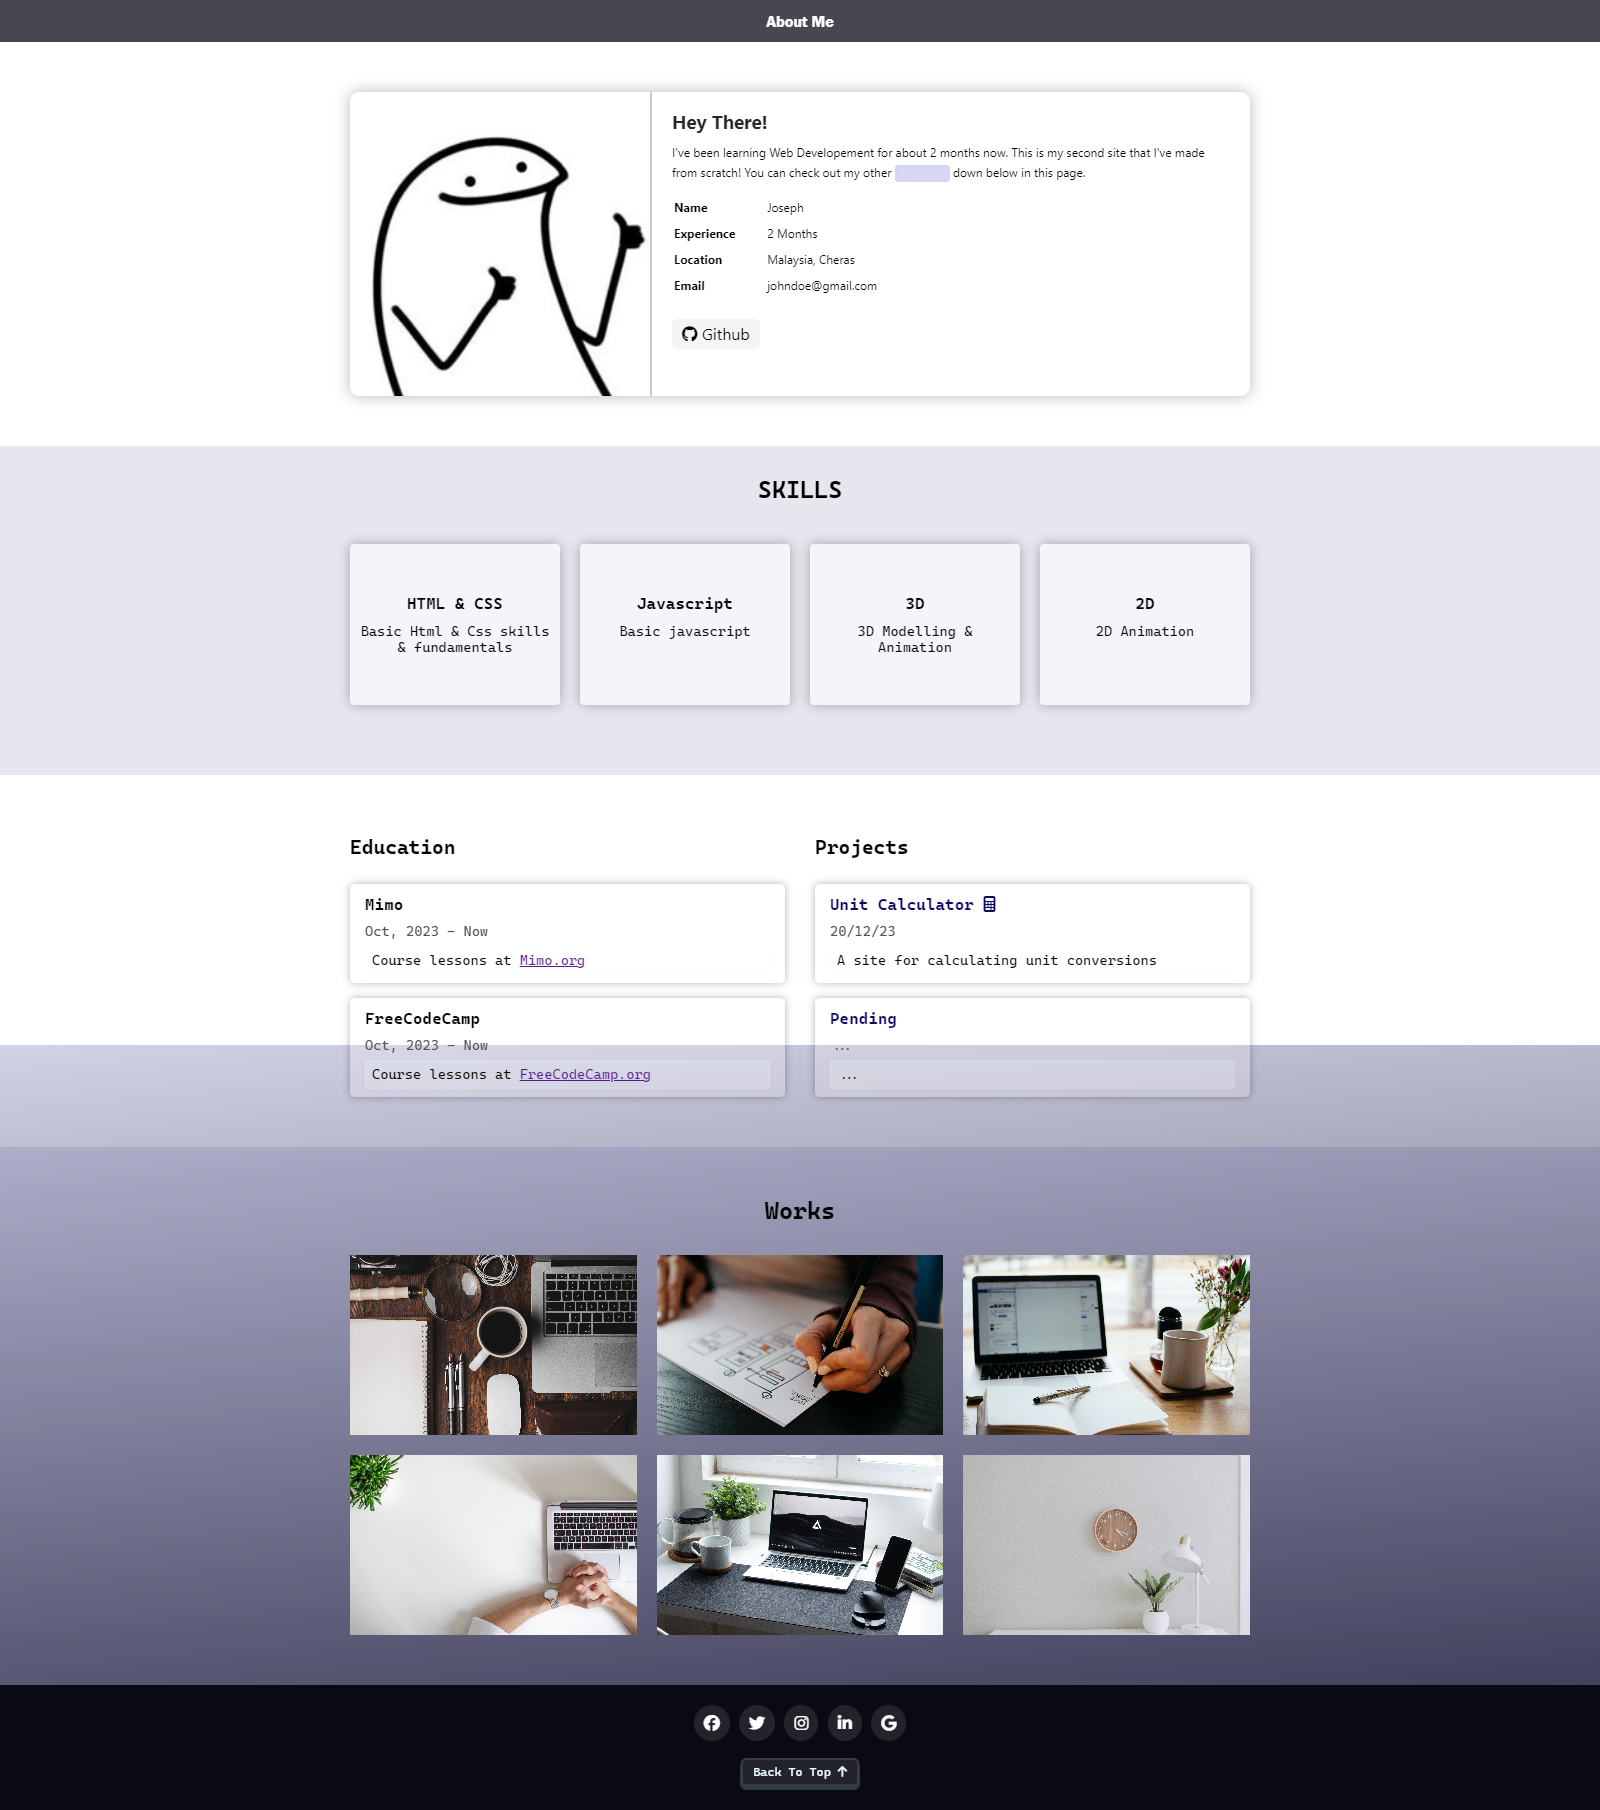 About Me
Hey There!
I've been learning Web Developement for about 2 months now. This is my second site that I've made
from scratch! You can check out my other down below in this page.
Name Joseph
Experience 2 Months
Location Malaysia, Cheras
Email johndoe@gmail.com
Github
SKILLS
HTML & CSS
Basic Html & Css skills
& fundamentals
Javascript
Basic javascript
3D
3D Modelling &
Animation
2D
2D Animation
Education
Mimo
Oct, 2023 - Now
Course lessons at Mimo.org
FreeCodeCamp
Oct, 2023 - Now
Course lessons at FreeCodeCamp.org
Projects
Unit Calculator
20/12/23
A site for calculating unit conversions
Pending
...
...
Works
Back To Top